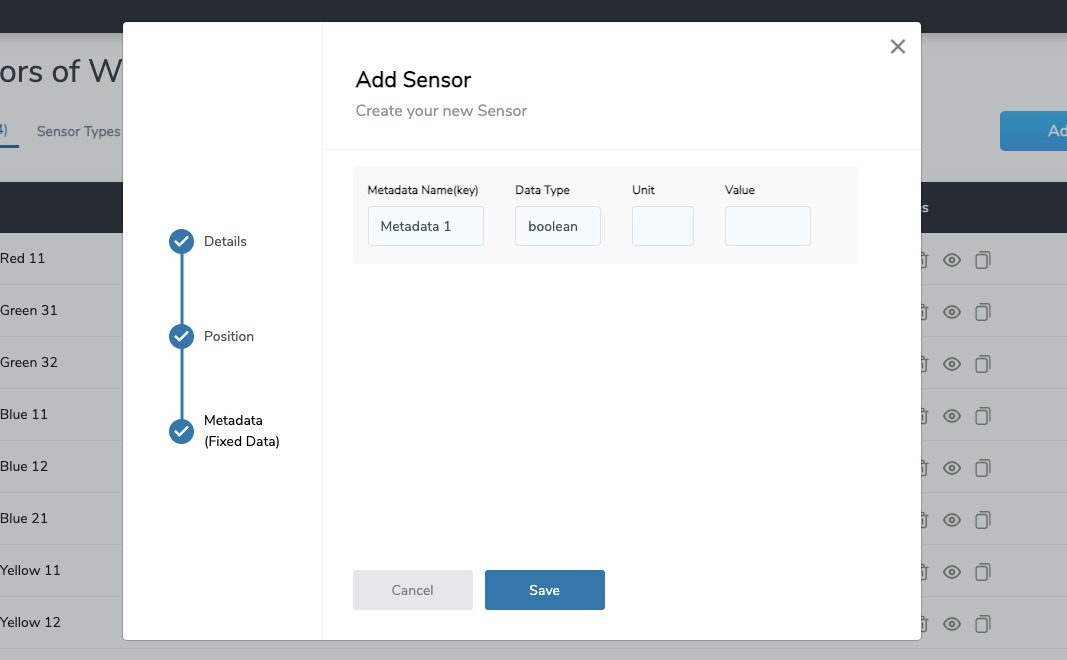 ors of W
4)
Sensor Types
Ad
s
Red 11
Green 31
Green 32
Blue 11
Blue 12
Blue 21
Yellow 11
Yellow 12
Details
Position
Metadata
(Fixed Data)
Add Sensor
Create your new Sensor
Metadata Name(key)
Data Type
Unit
Value
Metadata 1
boolean
Cancel
Save